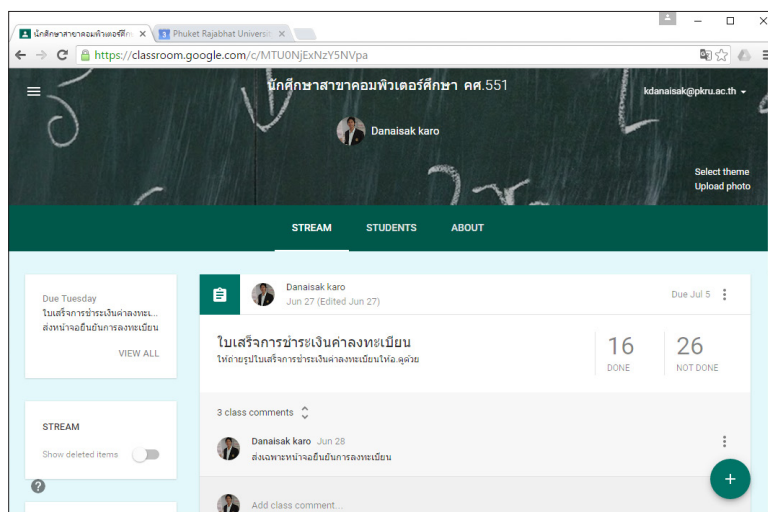 นักศึกษาสาขาคอมพิวเตอร์ศึก
Phuket Rajabhat Universit
https://classroom.google.com/c/MTU0NjExNzY5NVpa
นักศึกษาสาขาคอมพิวเตอร์ศึกษา คศ.551
kdanaisak@pkru.ac.th
Danaisak karo
Select theme
Upload photo
STREAM STUDENTS ABOUT
Due Tuesday
ใบเสร็จการชำระเงินค่าลงทะเ...
ส่งหน้าจอยืนยันการลงทะเบียน
VIEW ALL
STREAM
Show deleted items
Danaisak karo
Jun 27 (Edited Jun 27)
Due Jul 5
ใบเสร็จการชำระเงินค่าลงทะเบียน
ให้ถ่ายรูปใบเสร็จการชำระเงินค่าลงทะเบียนให้อ.ดูด้วย
16 DONE
26 NOT DONE
3 class comments
Danaisak karo Jun 28
ส่งเฉพาะหน้าจอยืนยันการลงทะเบียน
Add class comment...